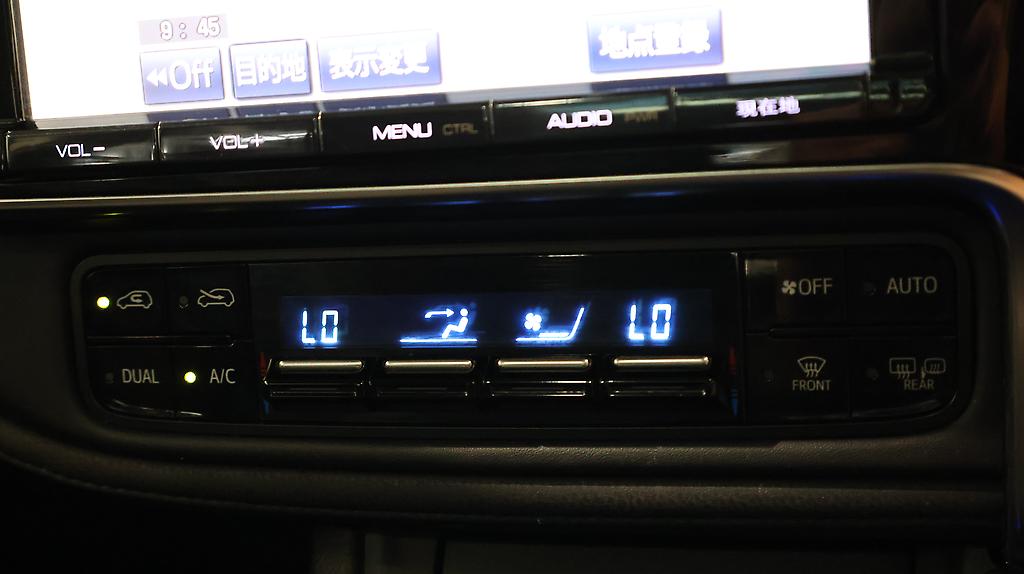 9:45
Off 目的地 表示変更 地点登録
VOL- VOL+ MENU CTRL AUDIO PWR 現在地
LO LO
OFF AUTO
DUAL A/C FRONT REAR